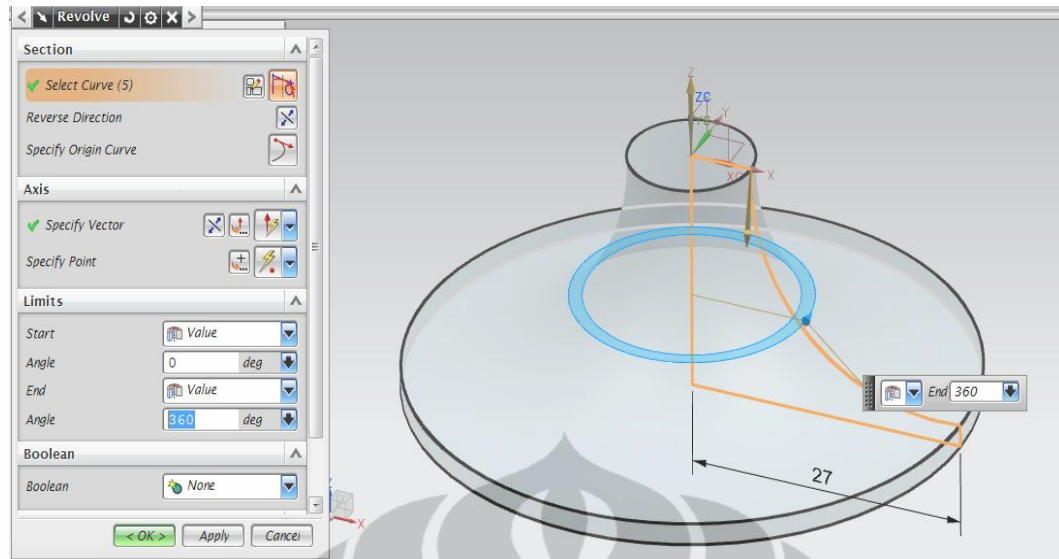 Revolve
Section
Select Curve (5)
Reverse Direction
Specify Origin Curve
Axis
Specify Vector
Specify Point
Limits
Start Value
Angle 0 deg
End Value
Angle 360 deg
Boolean
Boolean None
< OK > Apply Cancel
Z
ZC
Y
YC
XC X
End 360
27
X